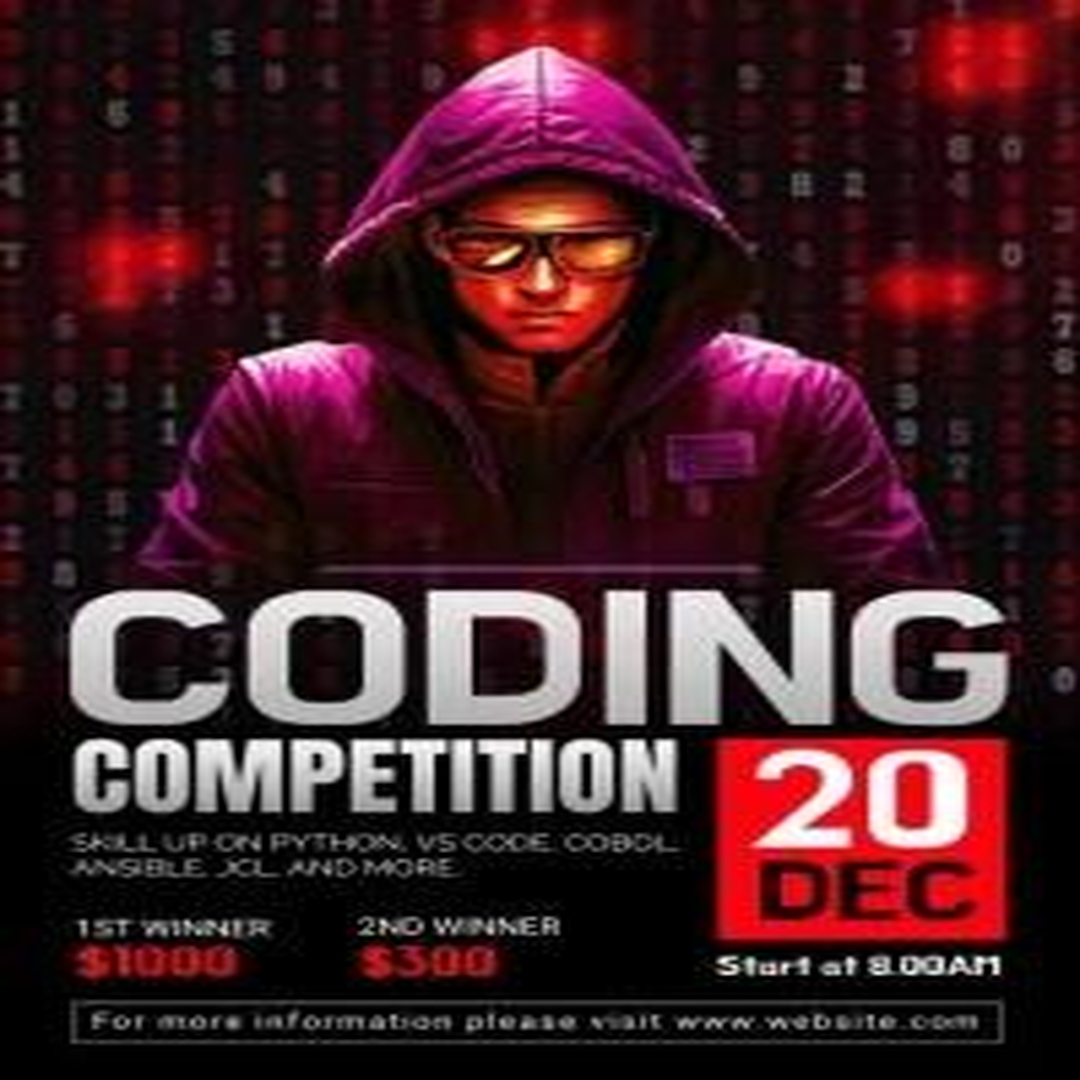 CODING
COMPETITION
20
DEC
SKILL UP ON PYTHON, VS CODE, COBOL,
ANSIBLE, JCL, AND MORE.
1ST WINNER
$1000
2ND WINNER
$300
Start at 8.00AM
For more information please visit www.website.com